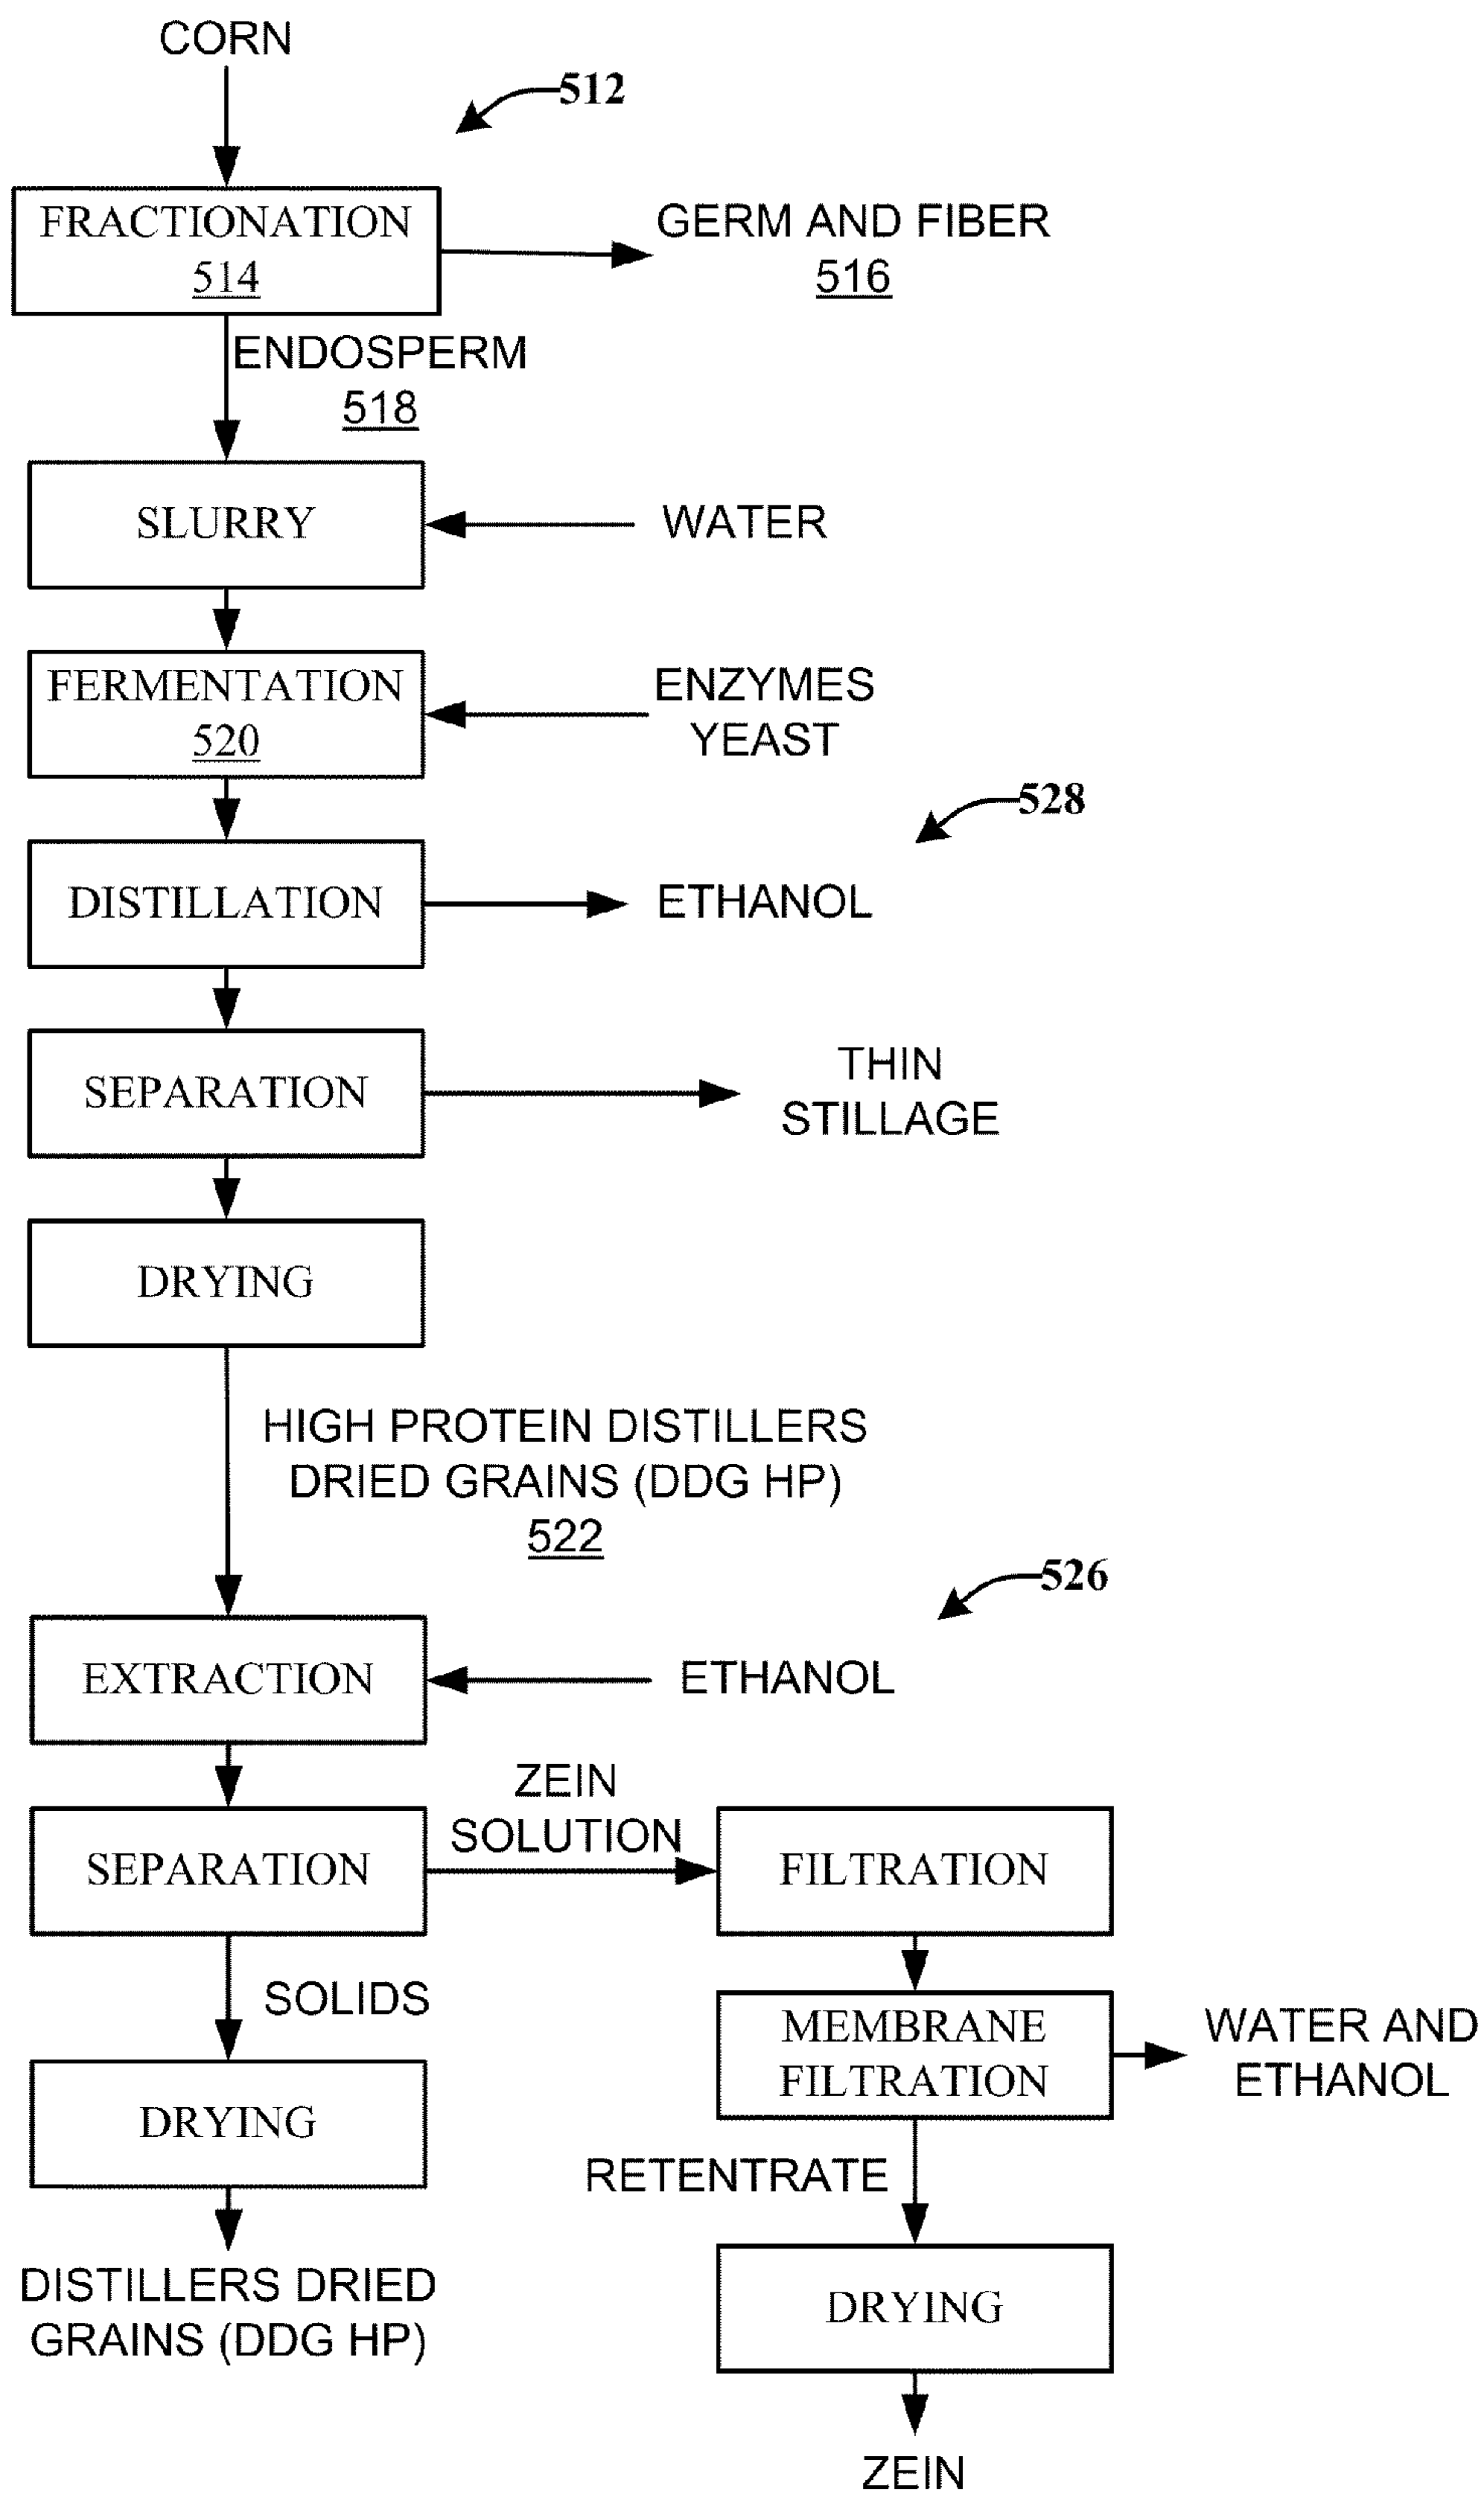 CORN
512
FRACTIONATION
514
GERM AND FIBER
516
ENDOSPERM
518
SLURRY
WATER
FERMENTATION
520
ENZYMES
YEAST
528
DISTILLATION
ETHANOL
SEPARATION
THIN
STILLAGE
DRYING
HIGH PROTEIN DISTILLERS
DRIED GRAINS (DDG HP)
522
526
EXTRACTION
ETHANOL
SEPARATION
ZEIN
SOLUTION
FILTRATION
SOLIDS
MEMBRANE
FILTRATION
WATER AND
ETHANOL
DRYING
RETENTRATE
DISTILLERS DRIED
GRAINS (DDG HP)
DRYING
ZEIN